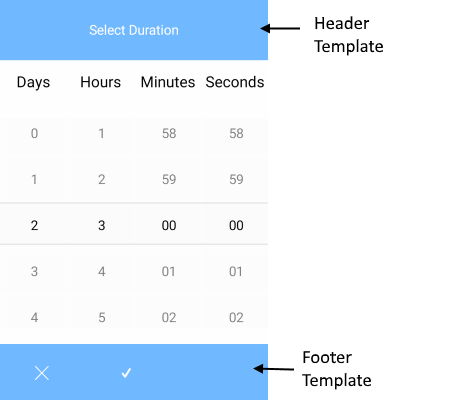 Select Duration
Header
Template
Days Hours Minutes Seconds
0 1 58 58
1 2 59 59
2 3 00 00
3 4 01 01
4 5 02 02
Footer
Template